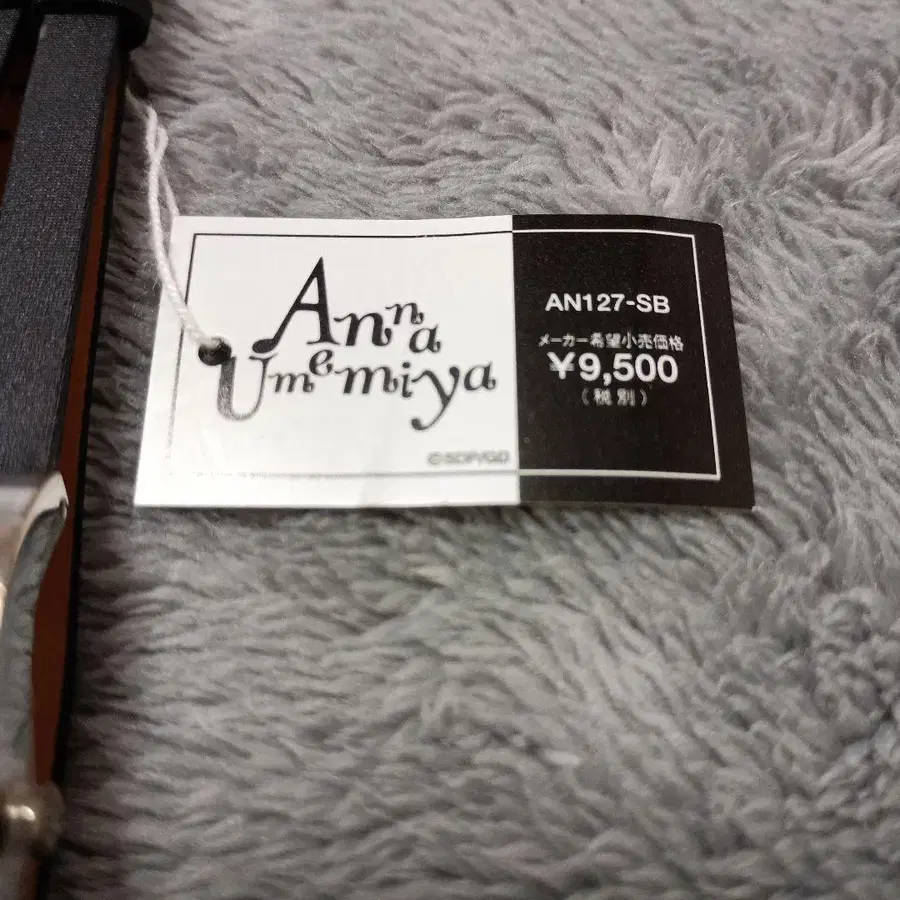 Anna
Umemiya
©SDP/GD
AN127-SB
メーカー希望小売価格
¥9,500
(税別)